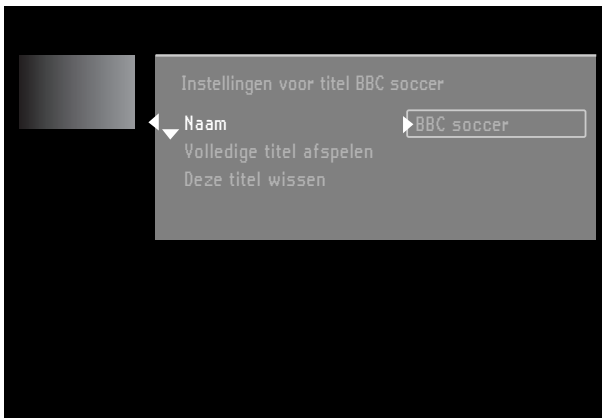 Instellingen voor titel BBC soccer
Naam BBC soccer
Volledige titel afspelen
Deze titel wissen